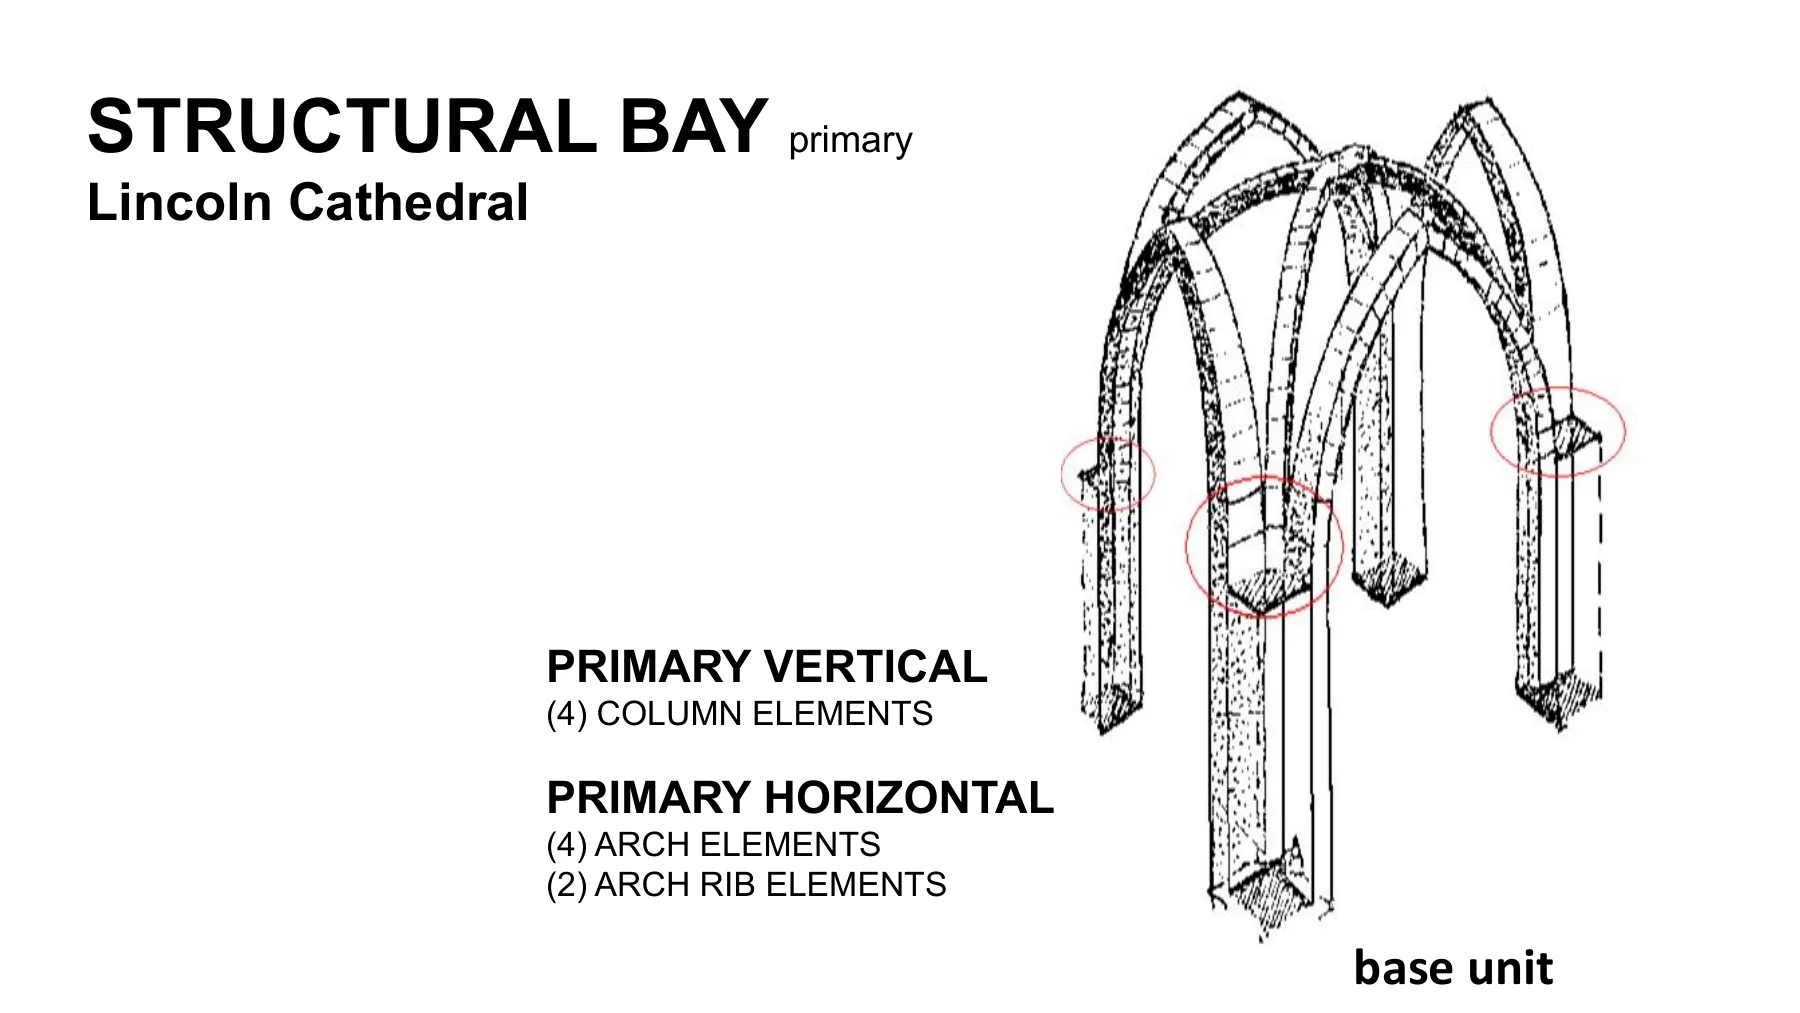 STRUCTURAL BAY primary
Lincoln Cathedral
PRIMARY VERTICAL
(4) COLUMN ELEMENTS
PRIMARY HORIZONTAL
(4) ARCH ELEMENTS
(2) ARCH RIB ELEMENTS
base unit